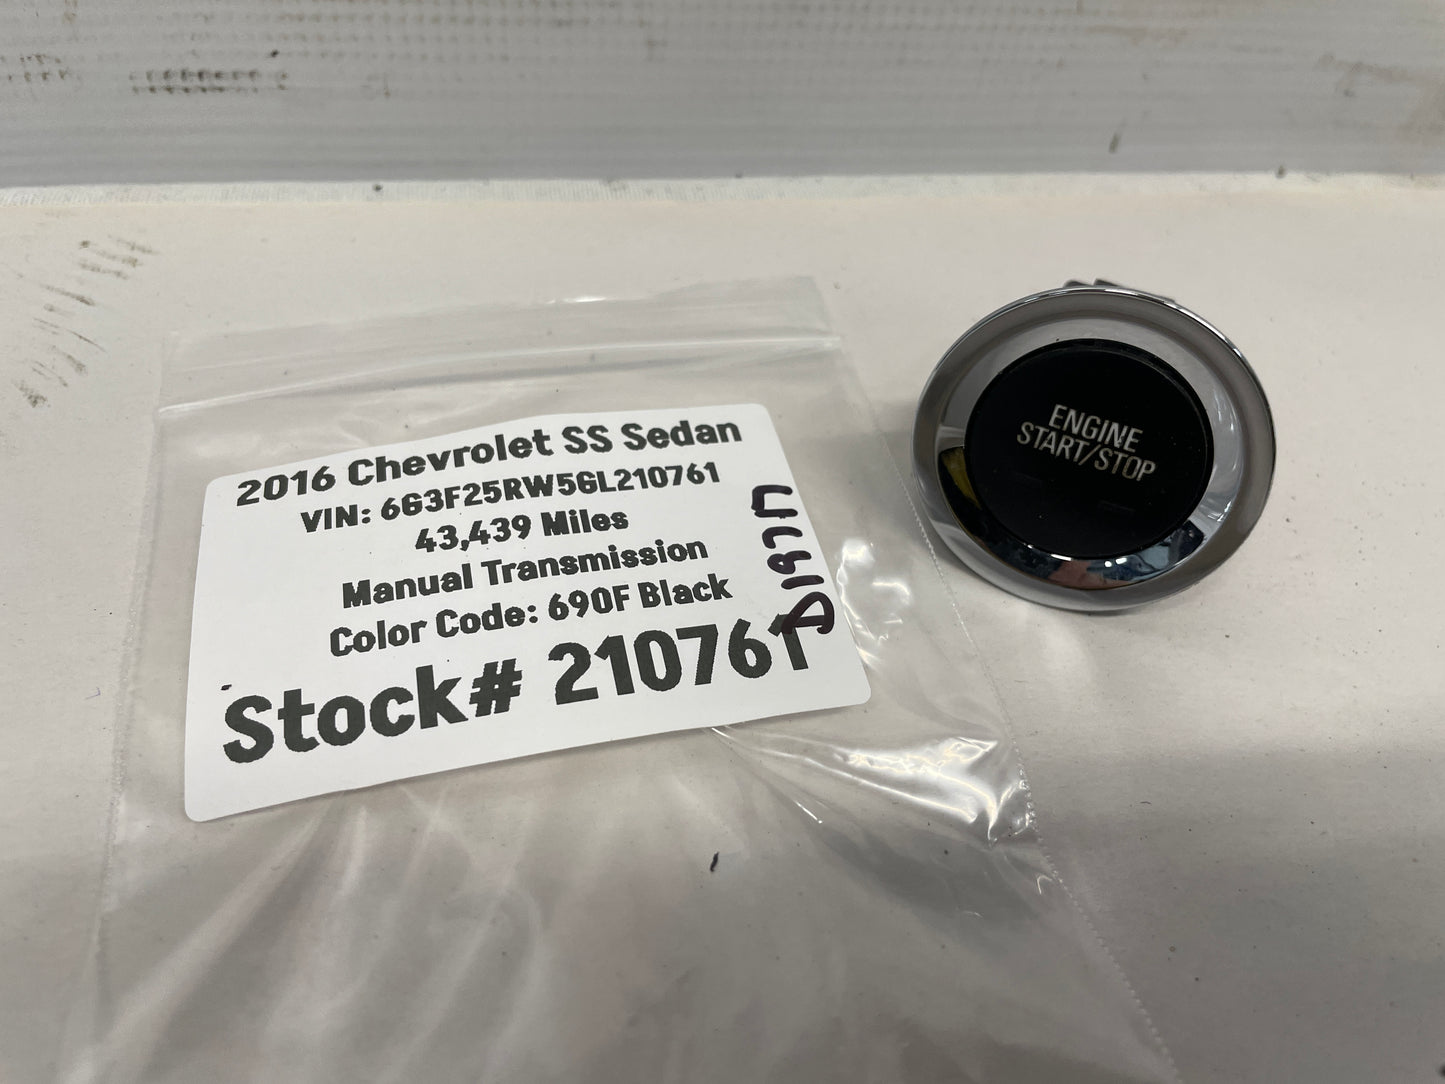 2016 Chevrolet SS Sedan
VIN: 6G3F25RW5GL210761
43,439 Miles
Manual Transmission
Color Code: 690F Black
Stock# 210761
ENGINE
START/STOP